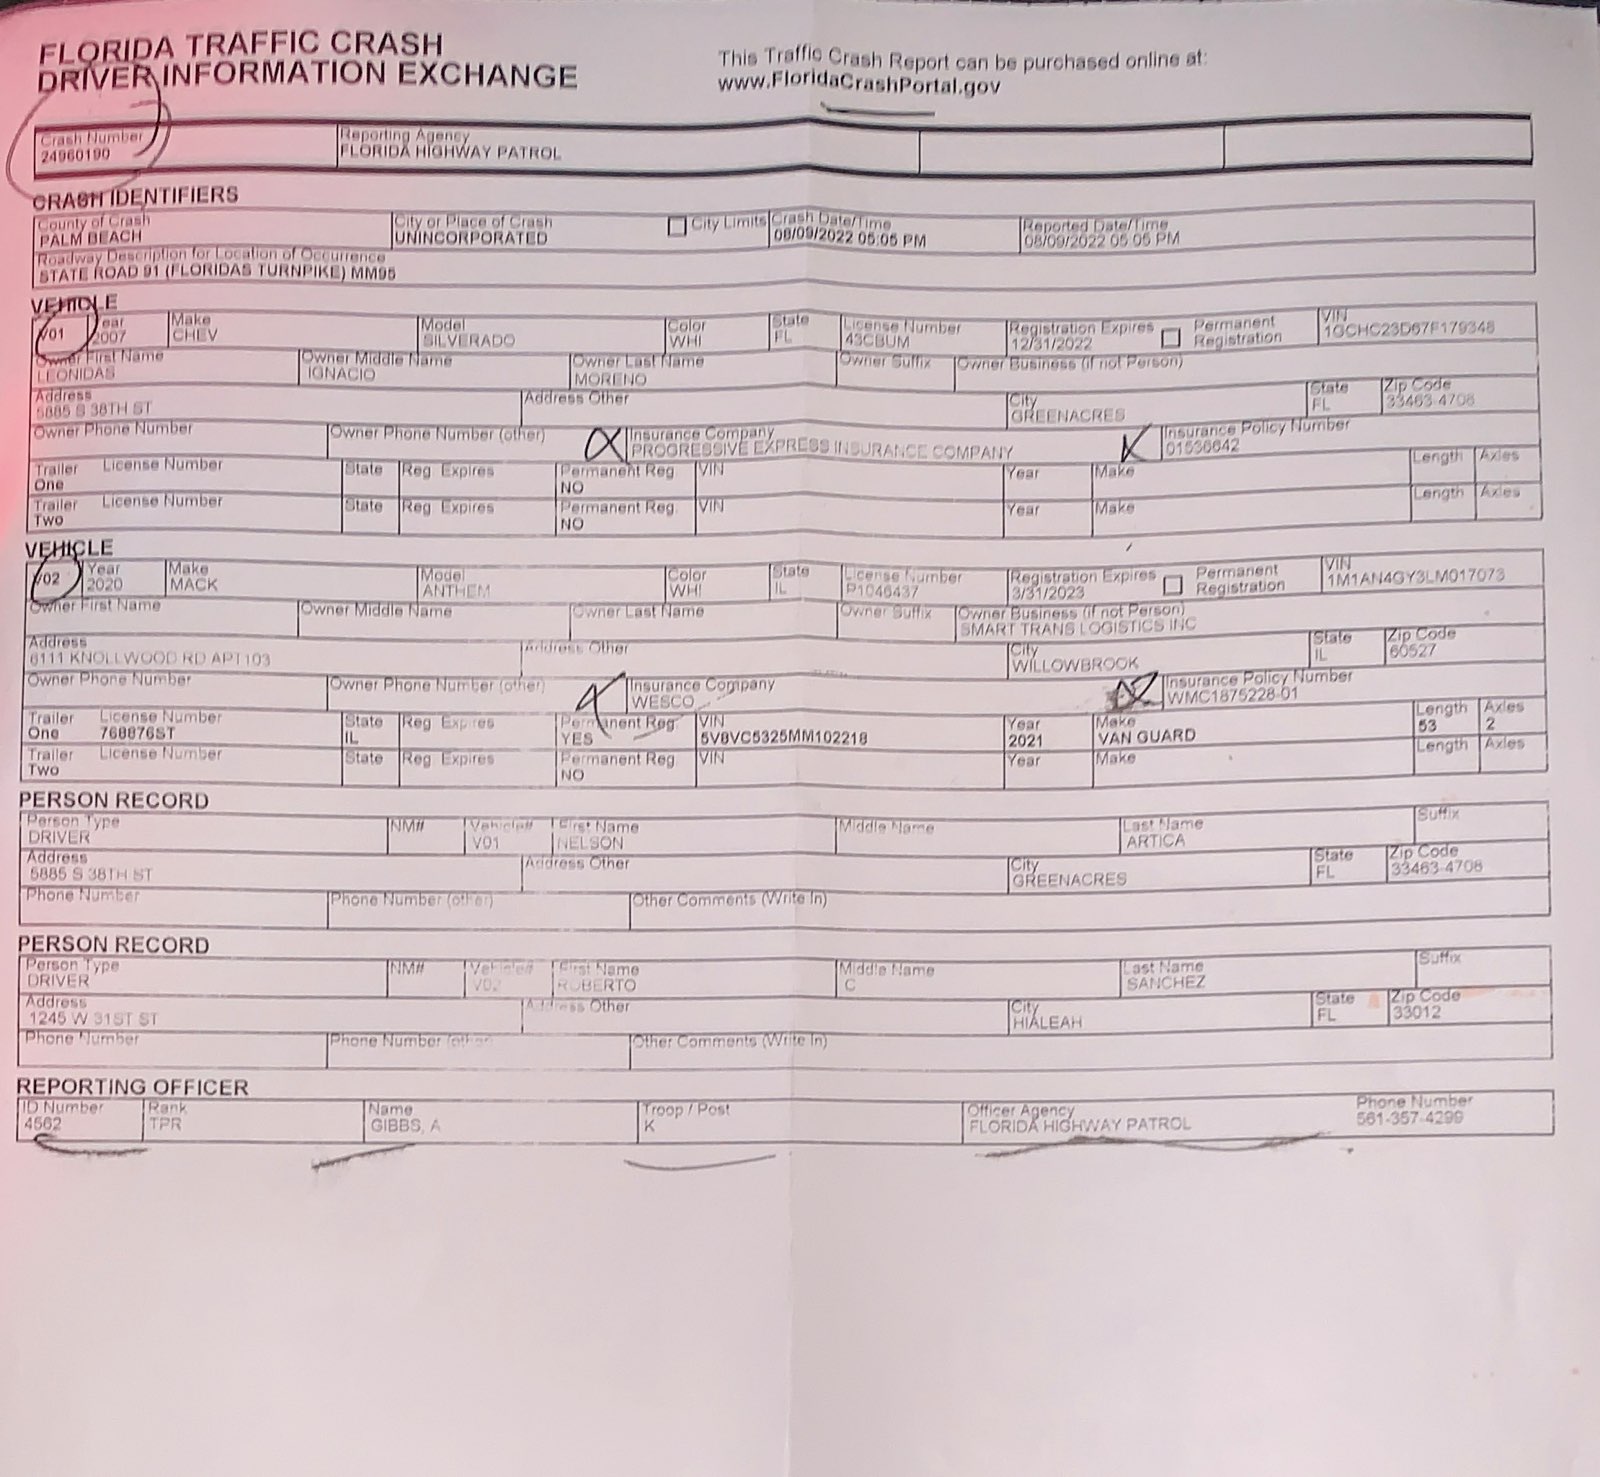 FLORIDA TRAFFIC CRASH
DRIVER INFORMATION EXCHANGE
This Traffic Crash Report can be purchased online at:
www.FloridaCrashPortal.gov
Crash Number Reporting Agency
24960190 FLORIDA HIGHWAY PATROL
CRASH IDENTIFIERS
County of Crash City or Place of Crash City Limits Crash Date/Time Reported Date/Time
PALM BEACH UNINCORPORATED 08/09/2022 05:05 PM 08/09/2022 05:05 PM
Roadway Description for Location of Occurrence
STATE ROAD 91 (FLORIDAS TURNPIKE) MM95
VEHICLE
V01 Year Make Model Color State License Number Registration Expires Permanent Registration VIN
2007 CHEV SILVERADO WHI FL 43CBUM 12/31/2022 1GCHC23D67F179348
Owner First Name Owner Middle Name Owner Last Name Owner Suffix Owner Business (if not Person)
LEONIDAS IGNACIO MORENO
Address Address Other City State Zip Code
5885 S 38TH ST GREENACRES FL 33463-4708
Owner Phone Number Owner Phone Number (other) Insurance Company Insurance Policy Number
PROGRESSIVE EXPRESS INSURANCE COMPANY 01536642
Trailer License Number State Reg Expires Permanent Reg VIN Year Make Length Axles
One NO
Trailer License Number State Reg Expires Permanent Reg VIN Year Make Length Axles
Two NO
VEHICLE
V02 Year Make Model Color State License Number Registration Expires Permanent Registration VIN
2020 MACK ANTHEM WHI IL P1046437 3/31/2023 1M1AN4GY3LM017073
Owner First Name Owner Middle Name Owner Last Name Owner Suffix Owner Business (if not Person)
SMART TRANS LOGISTICS INC
Address Address Other City State Zip Code
6111 KNOLLWOOD RD APT103 WILLOWBROOK IL 60527
Owner Phone Number Owner Phone Number (other) Insurance Company Insurance Policy Number
WESCO WMC1875228-01
Trailer License Number State Reg Expires Permanent Reg VIN Year Make Length Axles
One 768876ST IL YES 5V8VC5325MM102218 2021 VAN GUARD 53 2
Trailer License Number State Reg Expires Permanent Reg VIN Year Make Length Axles
Two NO
PERSON RECORD
Person Type NM# Vehicle# First Name Middle Name Last Name Suffix
DRIVER V01 NELSON ARTICA
Address Address Other City State Zip Code
5885 S 38TH ST GREENACRES FL 33463-4708
Phone Number Phone Number (other) Other Comments (Write In)
PERSON RECORD
Person Type NM# Vehicle# First Name Middle Name Last Name Suffix
DRIVER V02 ROBERTO C SANCHEZ
Address Address Other City State Zip Code
1245 W 31ST ST HIALEAH FL 33012
Phone Number Phone Number (other) Other Comments (Write In)
REPORTING OFFICER
ID Number Rank Name Troop / Post Officer Agency Phone Number
4562 TPR GIBBS, A K FLORIDA HIGHWAY PATROL 561-357-4299